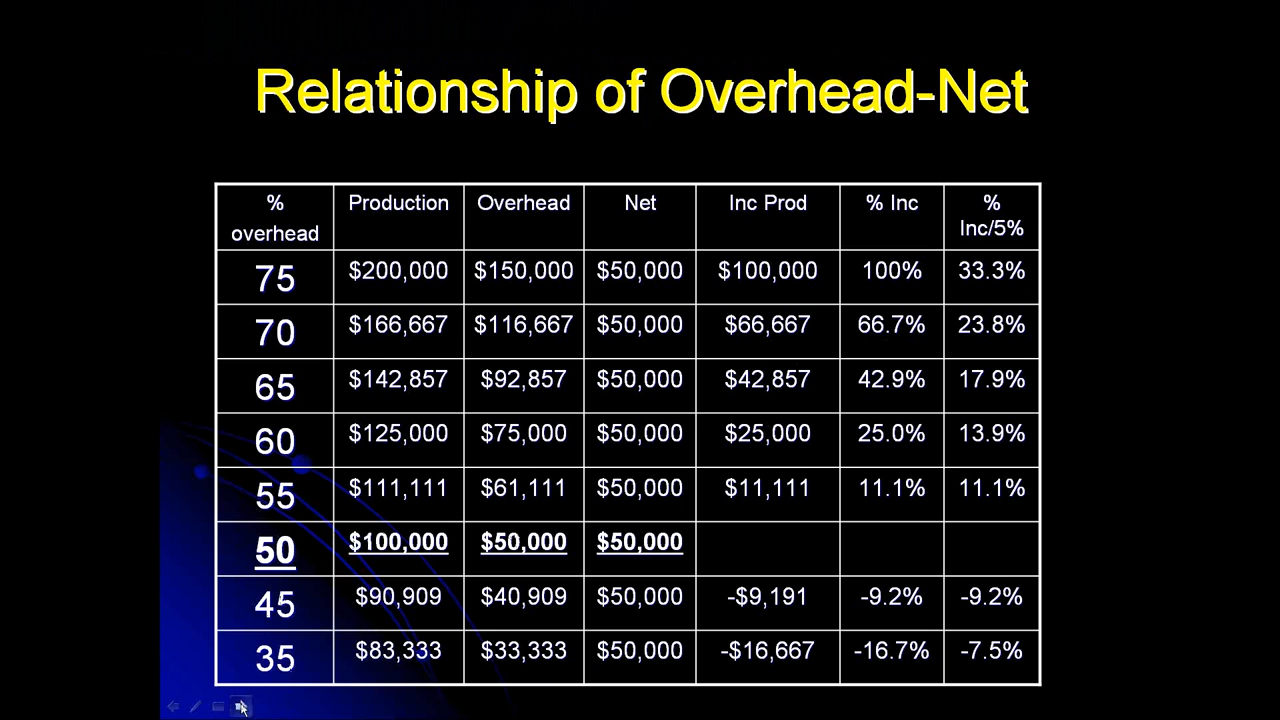 Relationship of Overhead-Net
% overhead Production Overhead Net Inc Prod % Inc % Inc/5%
75 $200,000 $150,000 $50,000 $100,000 100% 33.3%
70 $166,667 $116,667 $50,000 $66,667 66.7% 23.8%
65 $142,857 $92,857 $50,000 $42,857 42.9% 17.9%
60 $125,000 $75,000 $50,000 $25,000 25.0% 13.9%
55 $111,111 $61,111 $50,000 $11,111 11.1% 11.1%
50 $100,000 $50,000 $50,000
45 $90,909 $40,909 $50,000 -$9,191 -9.2% -9.2%
35 $83,333 $33,333 $50,000 -$16,667 -16.7% -7.5%